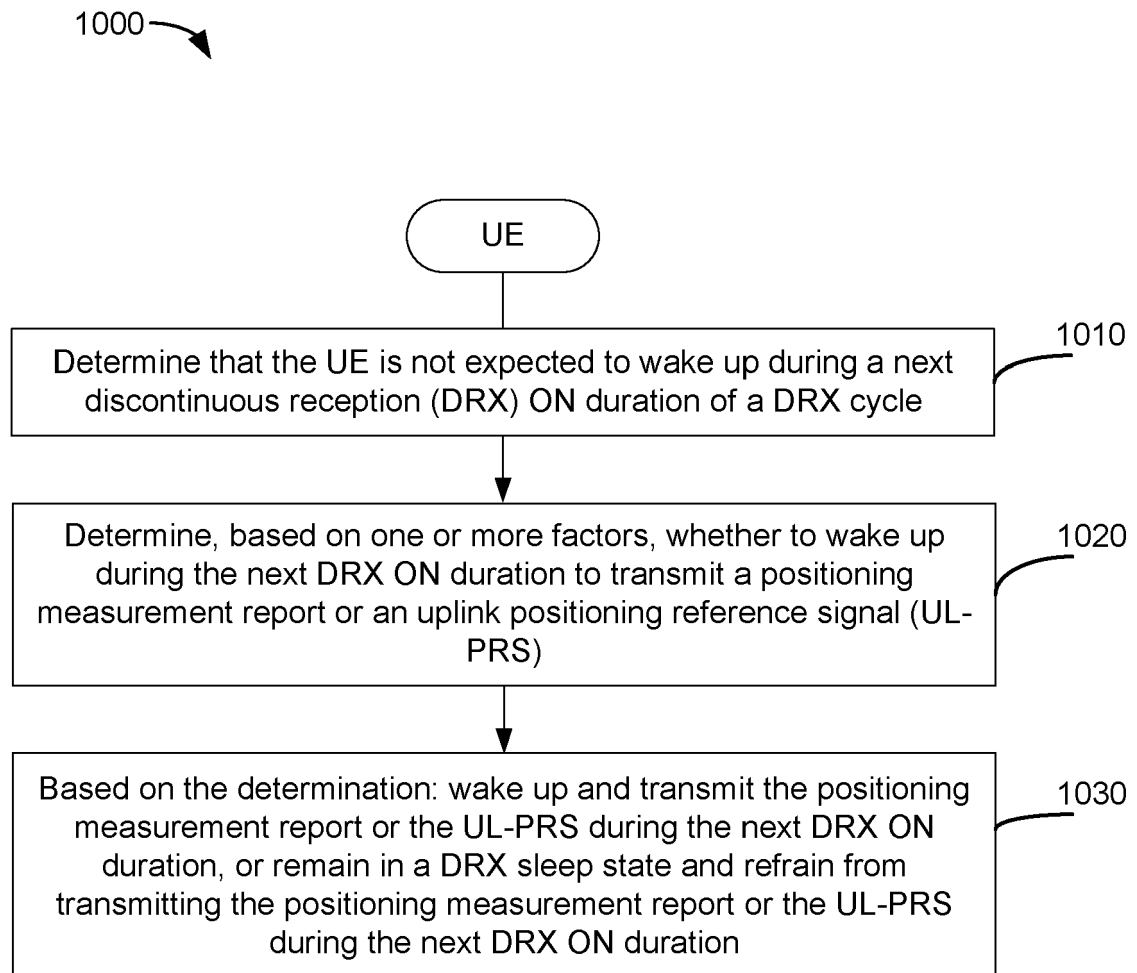 1000
UE
Determine that the UE is not expected to wake up during a next
discontinuous reception (DRX) ON duration of a DRX cycle
1010
Determine, based on one or more factors, whether to wake up
during the next DRX ON duration to transmit a positioning
measurement report or an uplink positioning reference signal (UL-
PRS)
1020
Based on the determination: wake up and transmit the positioning
measurement report or the UL-PRS during the next DRX ON
duration, or remain in a DRX sleep state and refrain from
transmitting the positioning measurement report or the UL-PRS
during the next DRX ON duration
1030